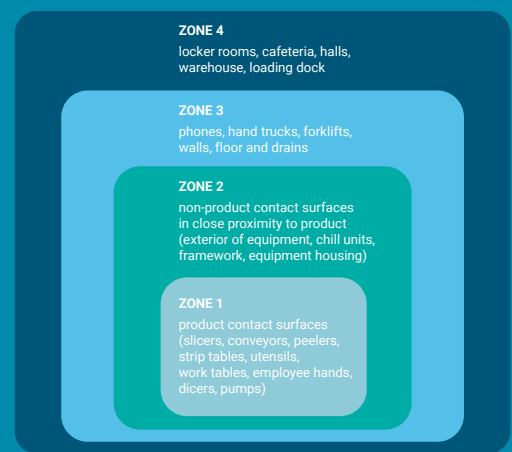 ZONE 4
locker rooms, cafeteria, halls,
warehouse, loading dock
ZONE 3
phones, hand trucks, forklifts,
walls, floor and drains
ZONE 2
non-product contact surfaces
in close proximity to product
(exterior of equipment, chill units,
framework, equipment housing)
ZONE 1
product contact surfaces
(slicers, conveyors, peelers,
strip tables, utensils,
work tables, employee hands,
dicers, pumps)